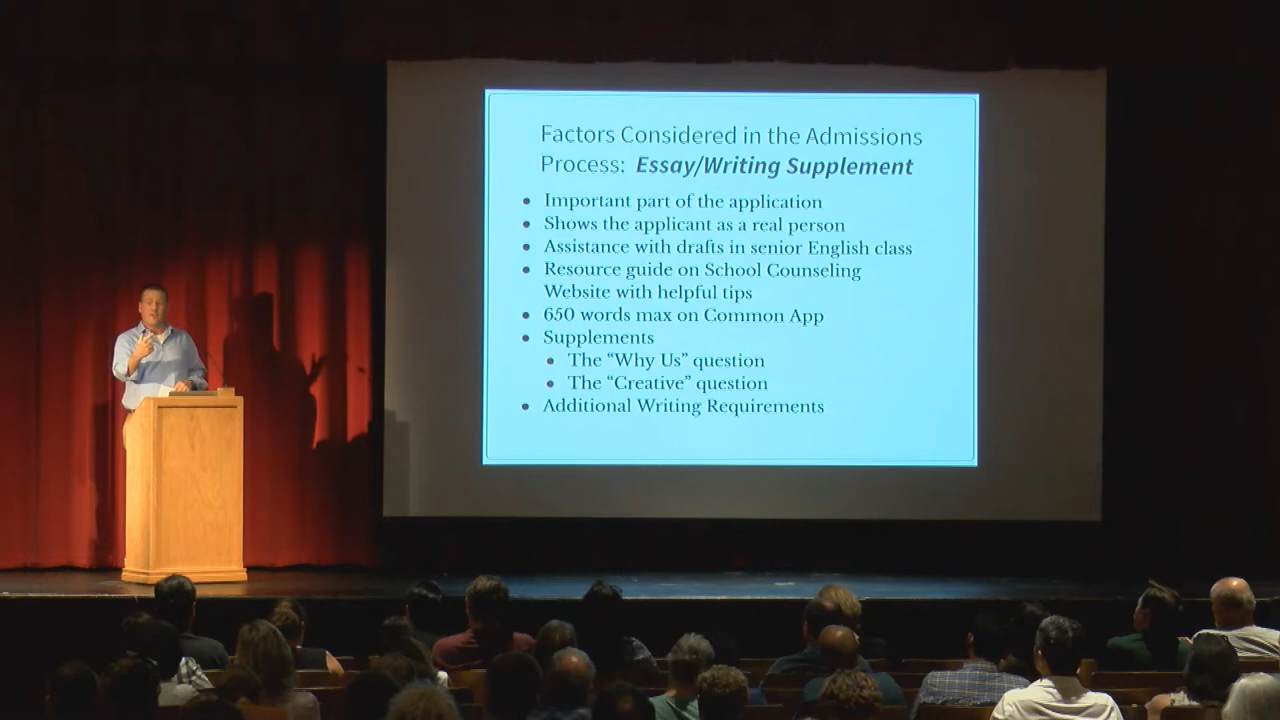 Factors Considered in the Admissions
Process: Essay/Writing Supplement
• Important part of the application
• Shows the applicant as a real person
• Assistance with drafts in senior English class
• Resource guide on School Counseling
Website with helpful tips
• 650 words max on Common App
• Supplements
• The “Why Us” question
• The “Creative” question
• Additional Writing Requirements